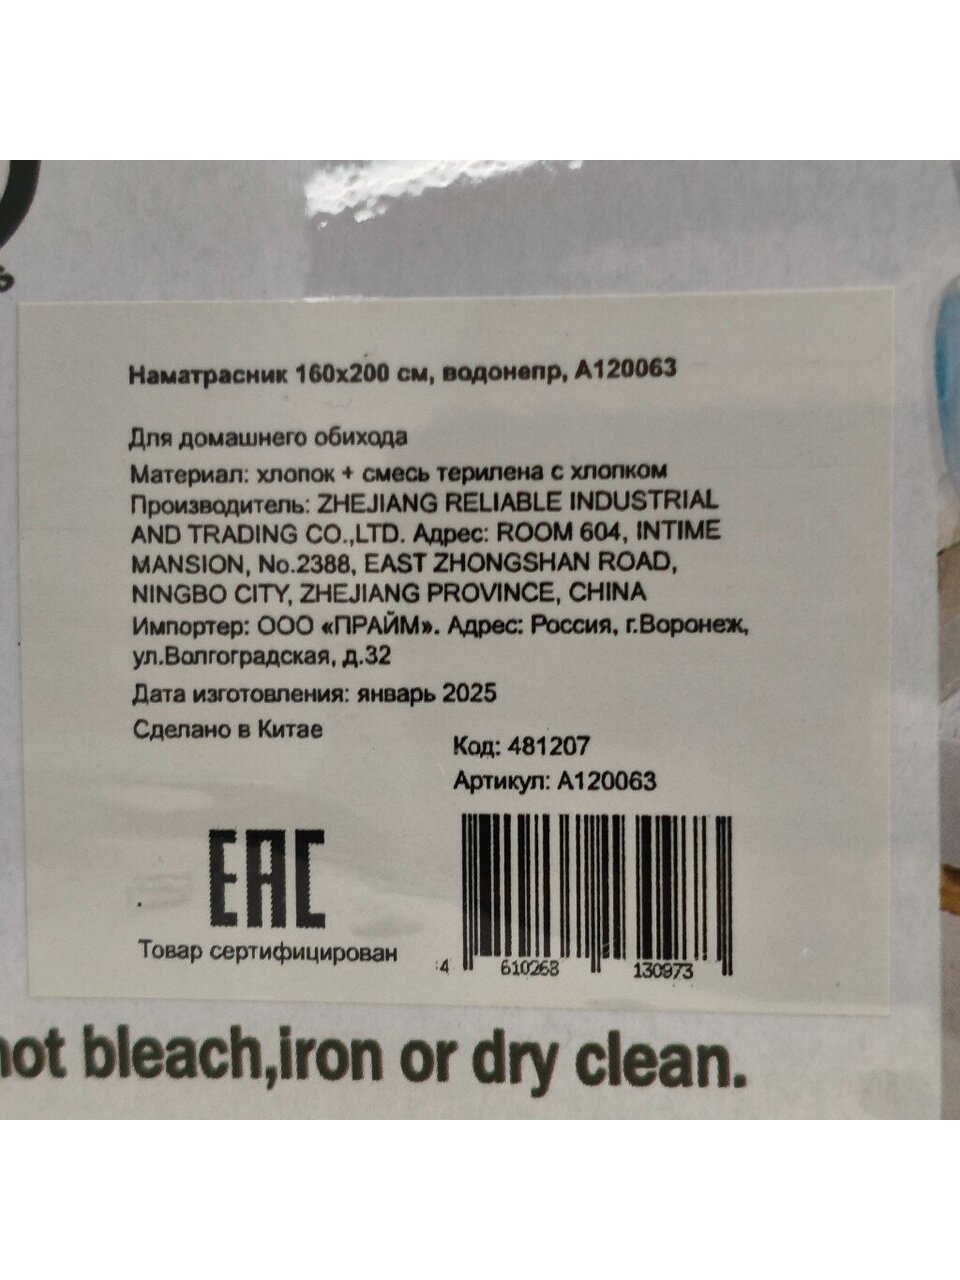 Наматрасник 160х200 см, водонепр, А120063
Для домашнего обихода
Материал: хлопок + смесь терилена с хлопком
Производитель: ZHEJIANG RELIABLE INDUSTRIAL
AND TRADING CO.,LTD. Адрес: ROOM 604, INTIME
MANSION, No.2388, EAST ZHONGSHAN ROAD,
NINGBO CITY, ZHEJIANG PROVINCE, CHINA
Импортер: ООО «ПРАЙМ». Адрес: Россия, г.Воронеж,
ул.Волгоградская, д.32
Дата изготовления: январь 2025
Сделано в Китае
Код: 481207
Артикул: А120063
ЕАС
Товар сертифицирован
4 610268 130973
not bleach,iron or dry clean.